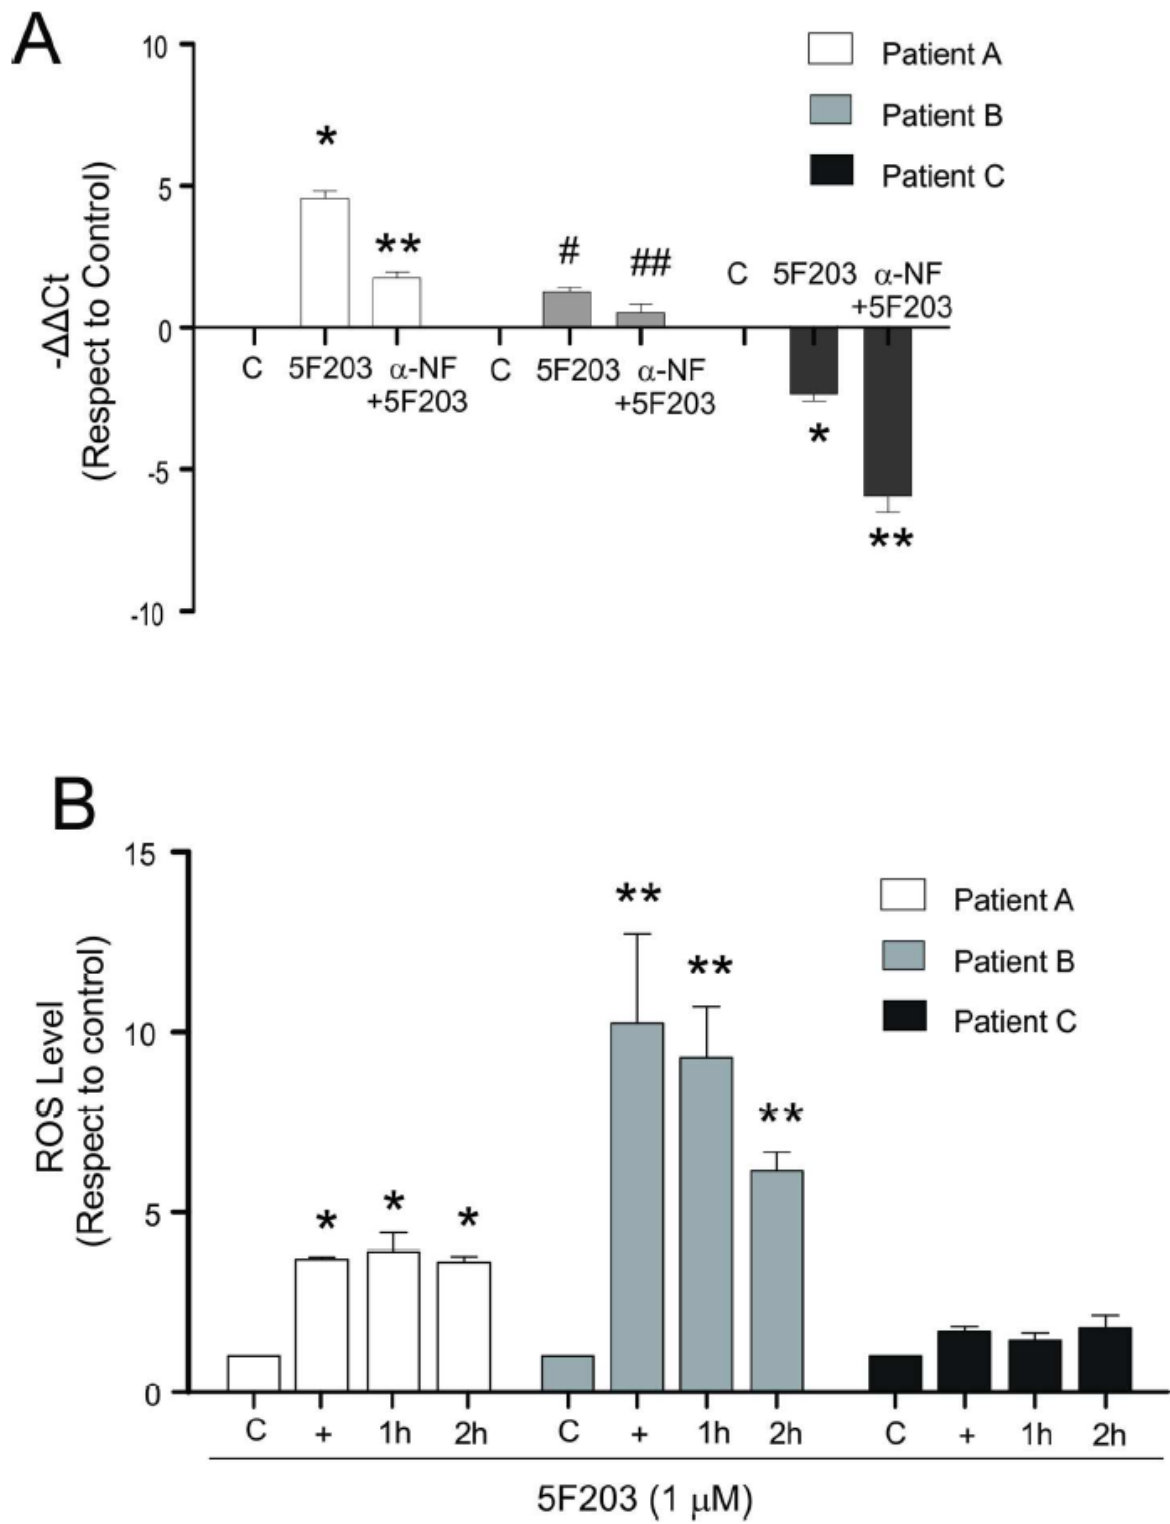 A
10
5
0
-5
-10
-ΔΔCt
(Respect to Control)
Patient A
Patient B
Patient C
*
**
#
##
*
**
C 5F203 α-NF
+5F203
C 5F203 α-NF
+5F203
C 5F203 α-NF
+5F203
B
15
10
5
0
ROS Level
(Respect to control)
Patient A
Patient B
Patient C
* * *
** ** **
C + 1h 2h C + 1h 2h C + 1h 2h
5F203 (1 μM)